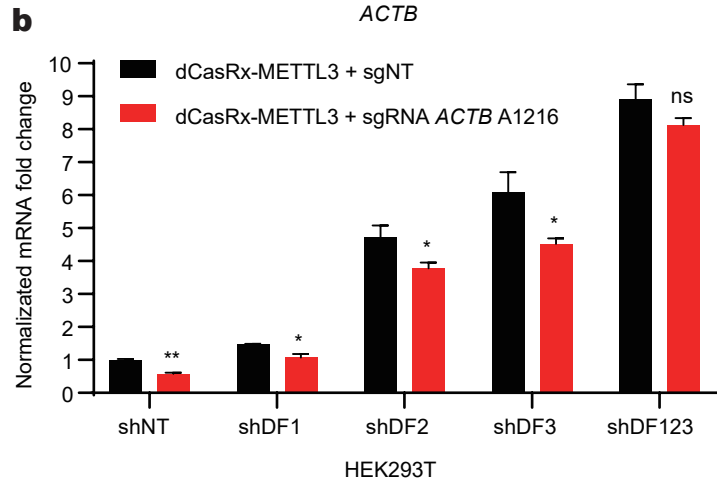 b
ACTB
dCasRx-METTL3 + sgNT
dCasRx-METTL3 + sgRNA ACTB A1216
Normalizated mRNA fold change
10
9
8
7
6
5
4
3
2
1
0
**
*
*
*
ns
shNT shDF1 shDF2 shDF3 shDF123
HEK293T